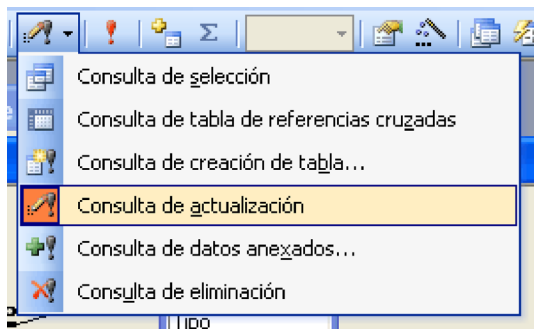 Consulta de selección
Consulta de tabla de referencias cruzadas
Consulta de creación de tabla...
Consulta de actualización
Consulta de datos anexados...
Consulta de eliminación
Tipo